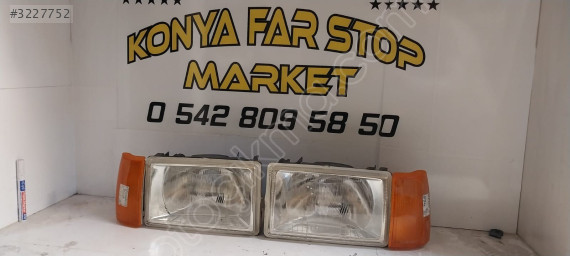 #3227752
KONYA FAR STOP
MARKET
0 542 809 58 50